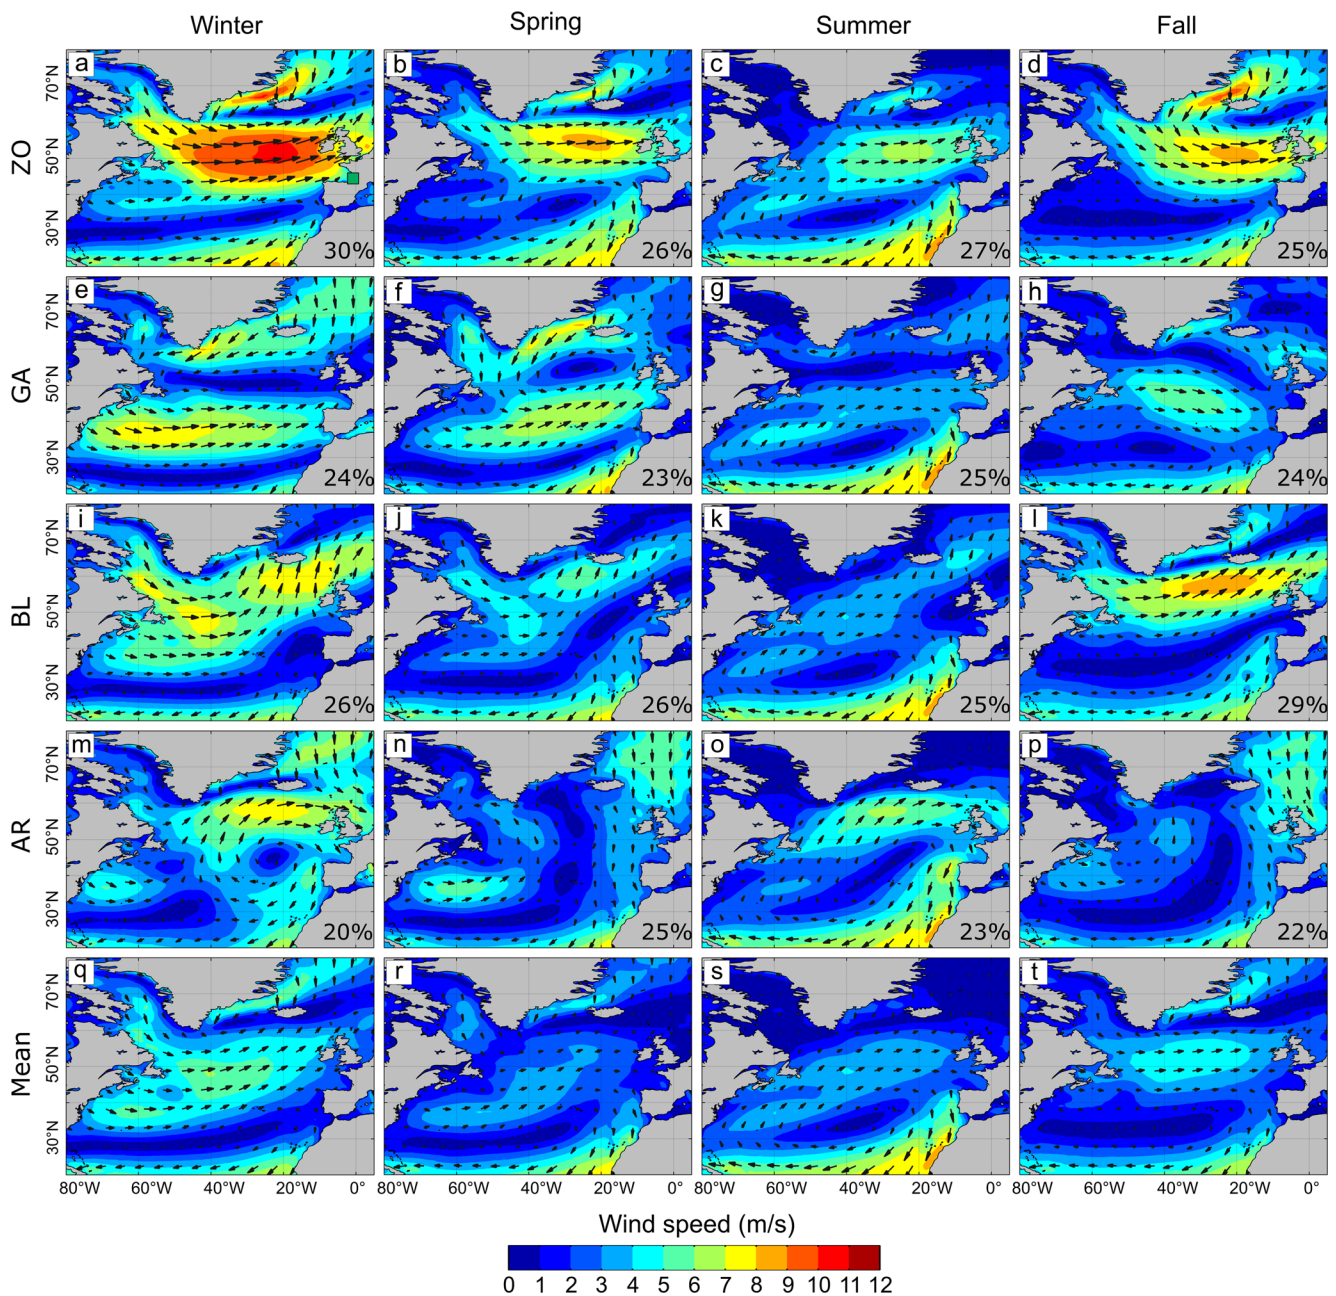 Winter Spring Summer Fall
ZO 70°N 50°N 30°N a 30% b 26% c 27% d 25%
GA 70°N 50°N 30°N e 24% f 23% g 25% h 24%
BL 70°N 50°N 30°N i 26% j 26% k 25% l 29%
AR 70°N 50°N 30°N m 20% n 25% o 23% p 22%
Mean 70°N 50°N 30°N q r s t
80°W 60°W 40°W 20°W 0° 80°W 60°W 40°W 20°W 0° 80°W 60°W 40°W 20°W 0° 80°W 60°W 40°W 20°W 0°
Wind speed (m/s)
0 1 2 3 4 5 6 7 8 9 10 11 12